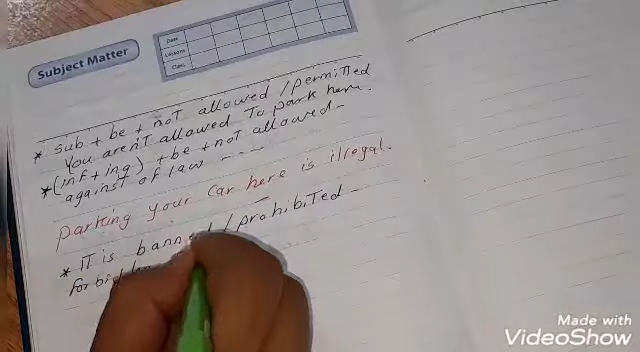 Subject Matter
Date
Lessons
Class
* sub + be + not allowed / permitted
You aren't allowed to park here.
* (inf + ing) + be + not allowed -
against of law ----
parking your car here is illegal.
* It is banned / prohibited -
Made with
VideoShow